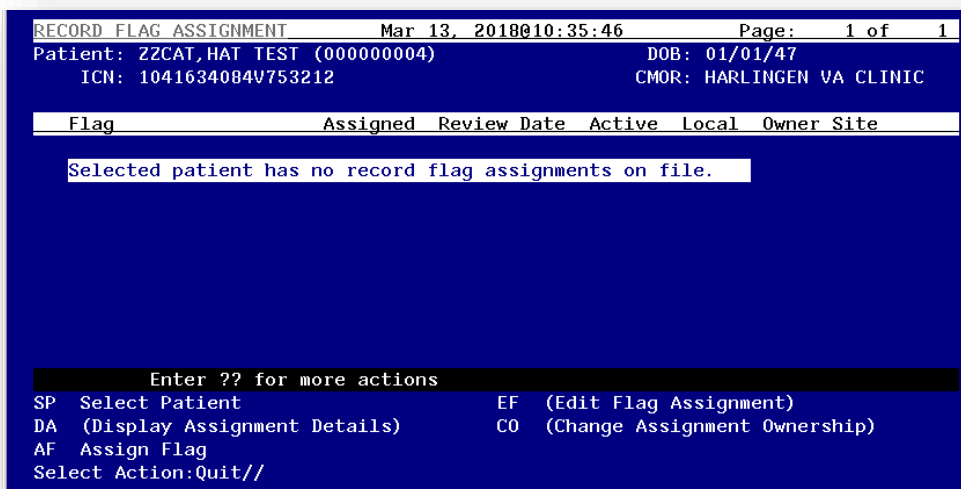 RECORD FLAG ASSIGNMENT Mar 13, 2018@10:35:46 Page: 1 of 1
Patient: ZZCAT,HAT TEST (000000004) DOB: 01/01/47
ICN: 1041634084V753212 CMOR: HARLINGEN VA CLINIC
Flag Assigned Review Date Active Local Owner Site
Selected patient has no record flag assignments on file.
Enter ?? for more actions
SP Select Patient EF (Edit Flag Assignment)
DA (Display Assignment Details) CO (Change Assignment Ownership)
AF Assign Flag
Select Action:Quit//